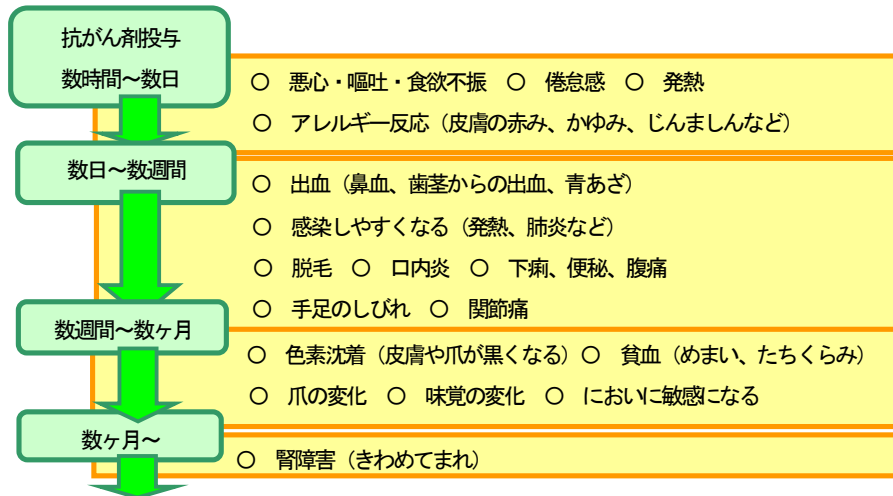 抗がん剤投与
数時間～数日
○ 悪心・嘔吐・食欲不振 ○ 倦怠感 ○ 発熱
○ アレルギー反応（皮膚の赤み、かゆみ、じんましんなど）
数日～数週間
○ 出血（鼻血、歯茎からの出血、青あざ）
○ 感染しやすくなる（発熱、肺炎など）
○ 脱毛 ○ 口内炎 ○ 下痢、便秘、腹痛
○ 手足のしびれ ○ 関節痛
数週間～数ヶ月
○ 色素沈着（皮膚や爪が黒くなる）○ 貧血（めまい、たちくらみ）
○ 爪の変化 ○ 味覚の変化 ○ においに敏感になる
数ヶ月～
○ 腎障害（きわめてまれ）